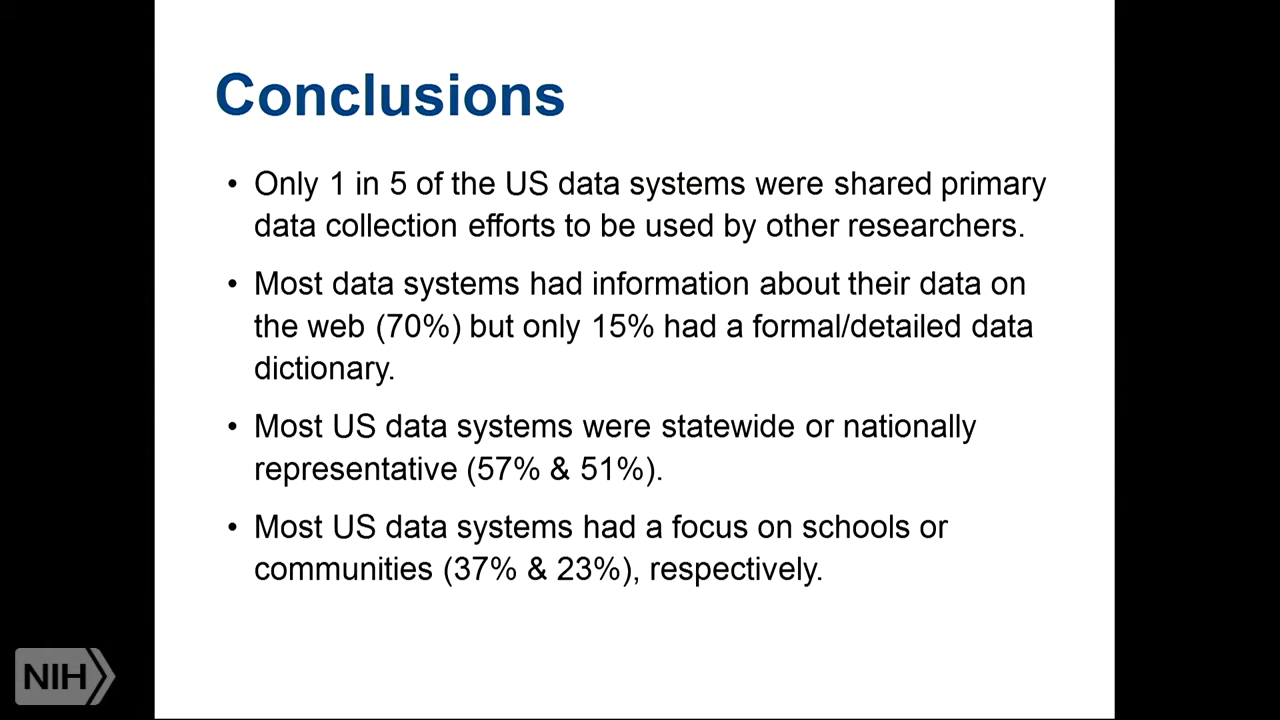 Conclusions
• Only 1 in 5 of the US data systems were shared primary
data collection efforts to be used by other researchers.
• Most data systems had information about their data on
the web (70%) but only 15% had a formal/detailed data
dictionary.
• Most US data systems were statewide or nationally
representative (57% & 51%).
• Most US data systems had a focus on schools or
communities (37% & 23%), respectively.
NIH